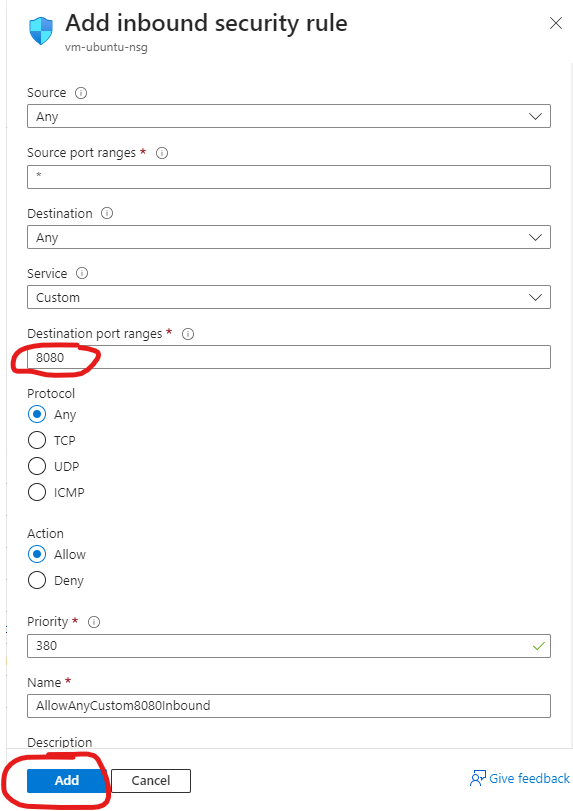 Add inbound security rule
vm-ubuntu-nsg
Source
Any
Source port ranges *
*
Destination
Any
Service
Custom
Destination port ranges *
8080
Protocol
Any
TCP
UDP
ICMP
Action
Allow
Deny
Priority *
380
Name *
AllowAnyCustom8080Inbound
Description
Add Cancel Give feedback